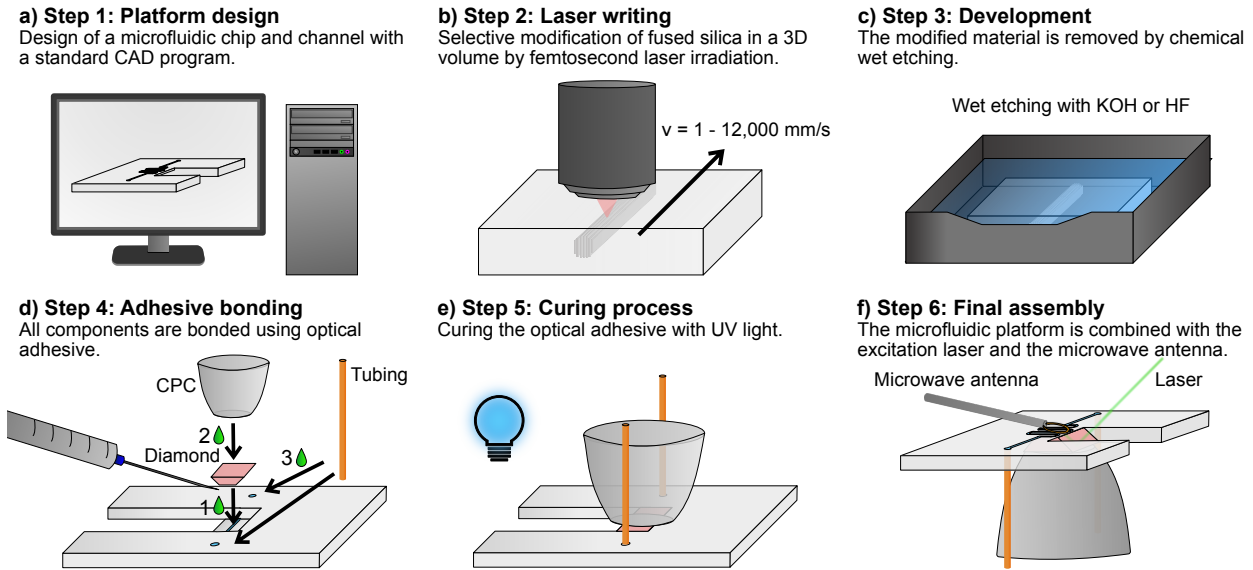 a) Step 1: Platform design
Design of a microfluidic chip and channel with
a standard CAD program.
b) Step 2: Laser writing
Selective modification of fused silica in a 3D
volume by femtosecond laser irradiation.
v = 1 - 12,000 mm/s
c) Step 3: Development
The modified material is removed by chemical
wet etching.
Wet etching with KOH or HF
d) Step 4: Adhesive bonding
All components are bonded using optical
adhesive.
CPC
Tubing
2
Diamond
3
1
e) Step 5: Curing process
Curing the optical adhesive with UV light.
f) Step 6: Final assembly
The microfluidic platform is combined with the
excitation laser and the microwave antenna.
Microwave antenna
Laser